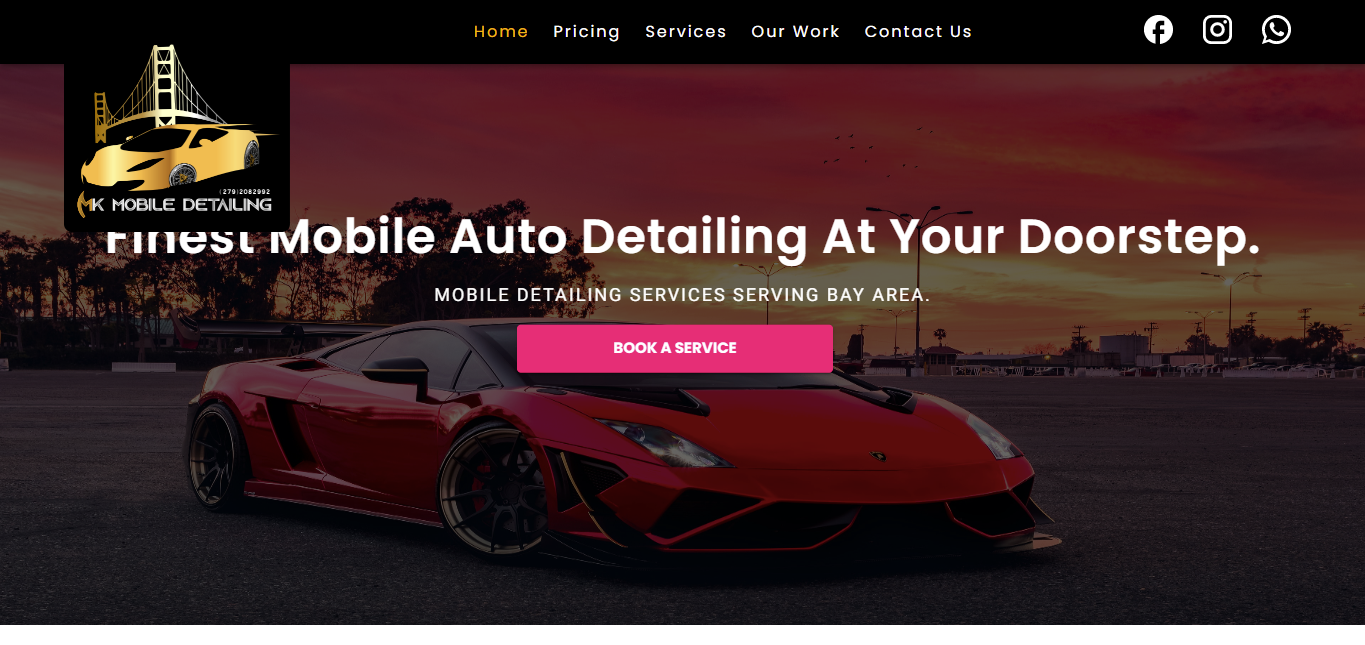 Home Pricing Services Our Work Contact Us
(279)2082992
MK MOBILE DETAILING
Finest Mobile Auto Detailing At Your Doorstep.
MOBILE DETAILING SERVICES SERVING BAY AREA.
BOOK A SERVICE